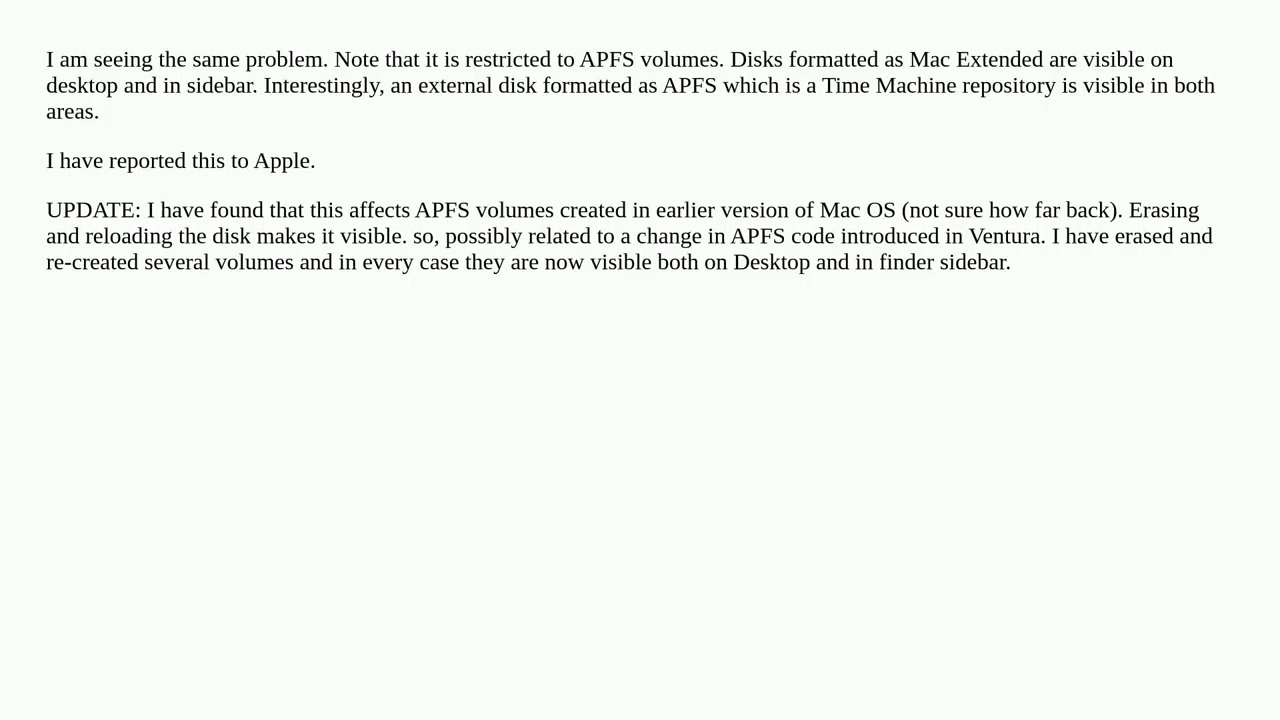 I am seeing the same problem. Note that it is restricted to APFS volumes. Disks formatted as Mac Extended are visible on
desktop and in sidebar. Interestingly, an external disk formatted as APFS which is a Time Machine repository is visible in both
areas.
I have reported this to Apple.
UPDATE: I have found that this affects APFS volumes created in earlier version of Mac OS (not sure how far back). Erasing
and reloading the disk makes it visible. so, possibly related to a change in APFS code introduced in Ventura. I have erased and
re-created several volumes and in every case they are now visible both on Desktop and in finder sidebar.